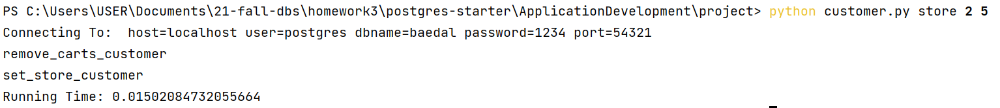 PS C:\Users\USER\Documents\21-fall-dbs\homework3\postgres-starter\ApplicationDevelopment\project> python customer.py store 2 5
Connecting To:  host=localhost user=postgres dbname=baedal password=1234 port=54321
remove_carts_customer
set_store_customer
Running Time: 0.01502084732055664